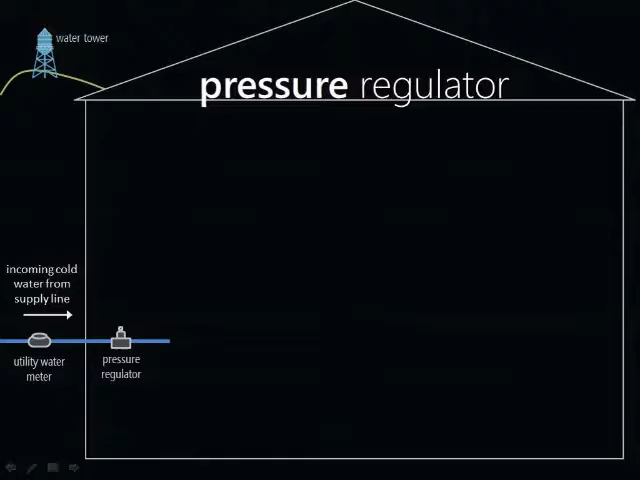 water tower
pressure regulator
incoming cold
water from
supply line
utility water
meter
pressure
regulator